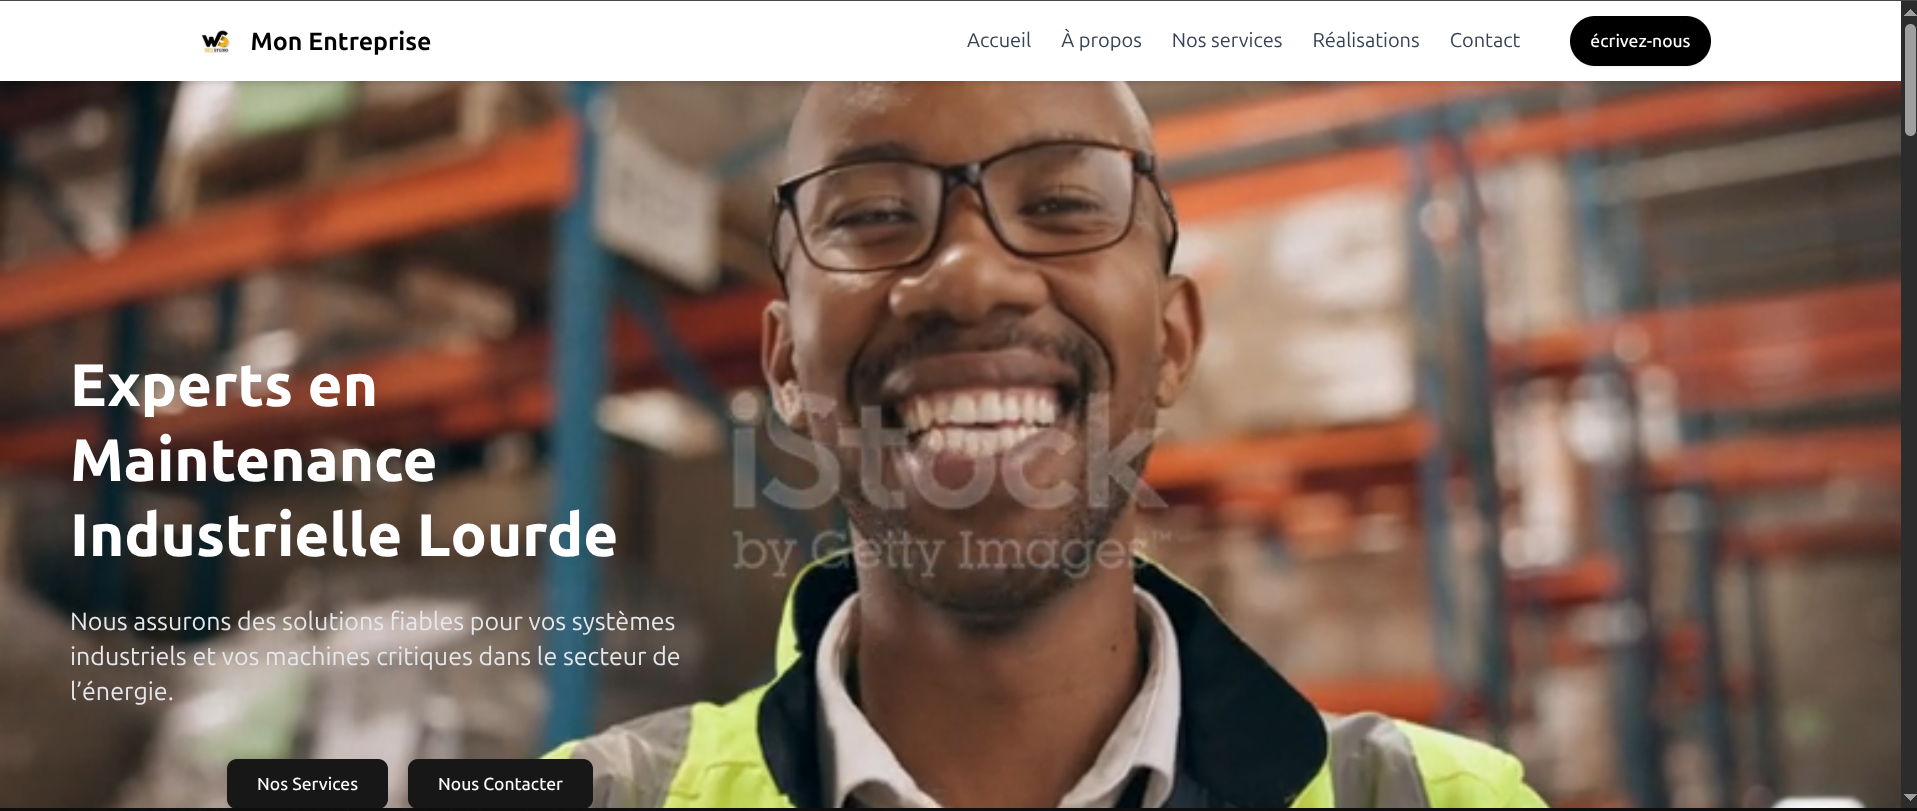 Mon Entreprise
Accueil
À propos
Nos services
Réalisations
Contact
écrivez-nous
Experts en
Maintenance
Industrielle Lourde
Nous assurons des solutions fiables pour vos systèmes
industriels et vos machines critiques dans le secteur de
l’énergie.
Nos Services
Nous Contacter
iStock
by Getty Images™